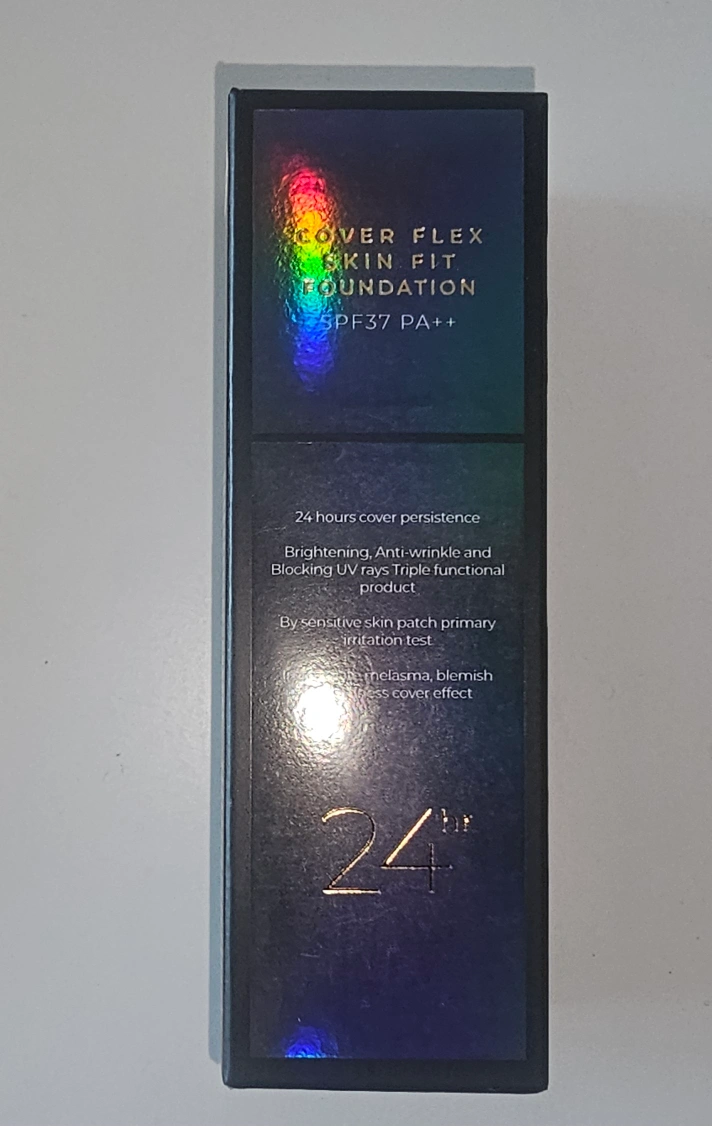 COVER FLEX
SKIN FIT
FOUNDATION
SPF37 PA++
24 hours cover persistence
Brightening, Anti-wrinkle and
Blocking UV rays Triple functional
product
By sensitive skin patch primary
irritation test
melasma, blemish
cover effect
24hr